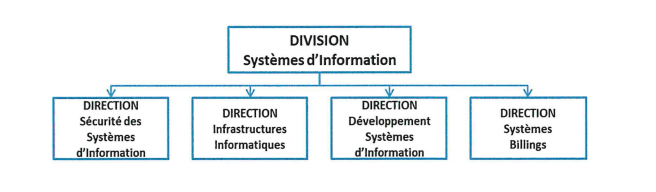 DIVISION
Systèmes d'Information
DIRECTION
Sécurité des
Systèmes
d'Information
DIRECTION
Infrastructures
Informatiques
DIRECTION
Développement
Systèmes
d'Information
DIRECTION
Systèmes
Billings